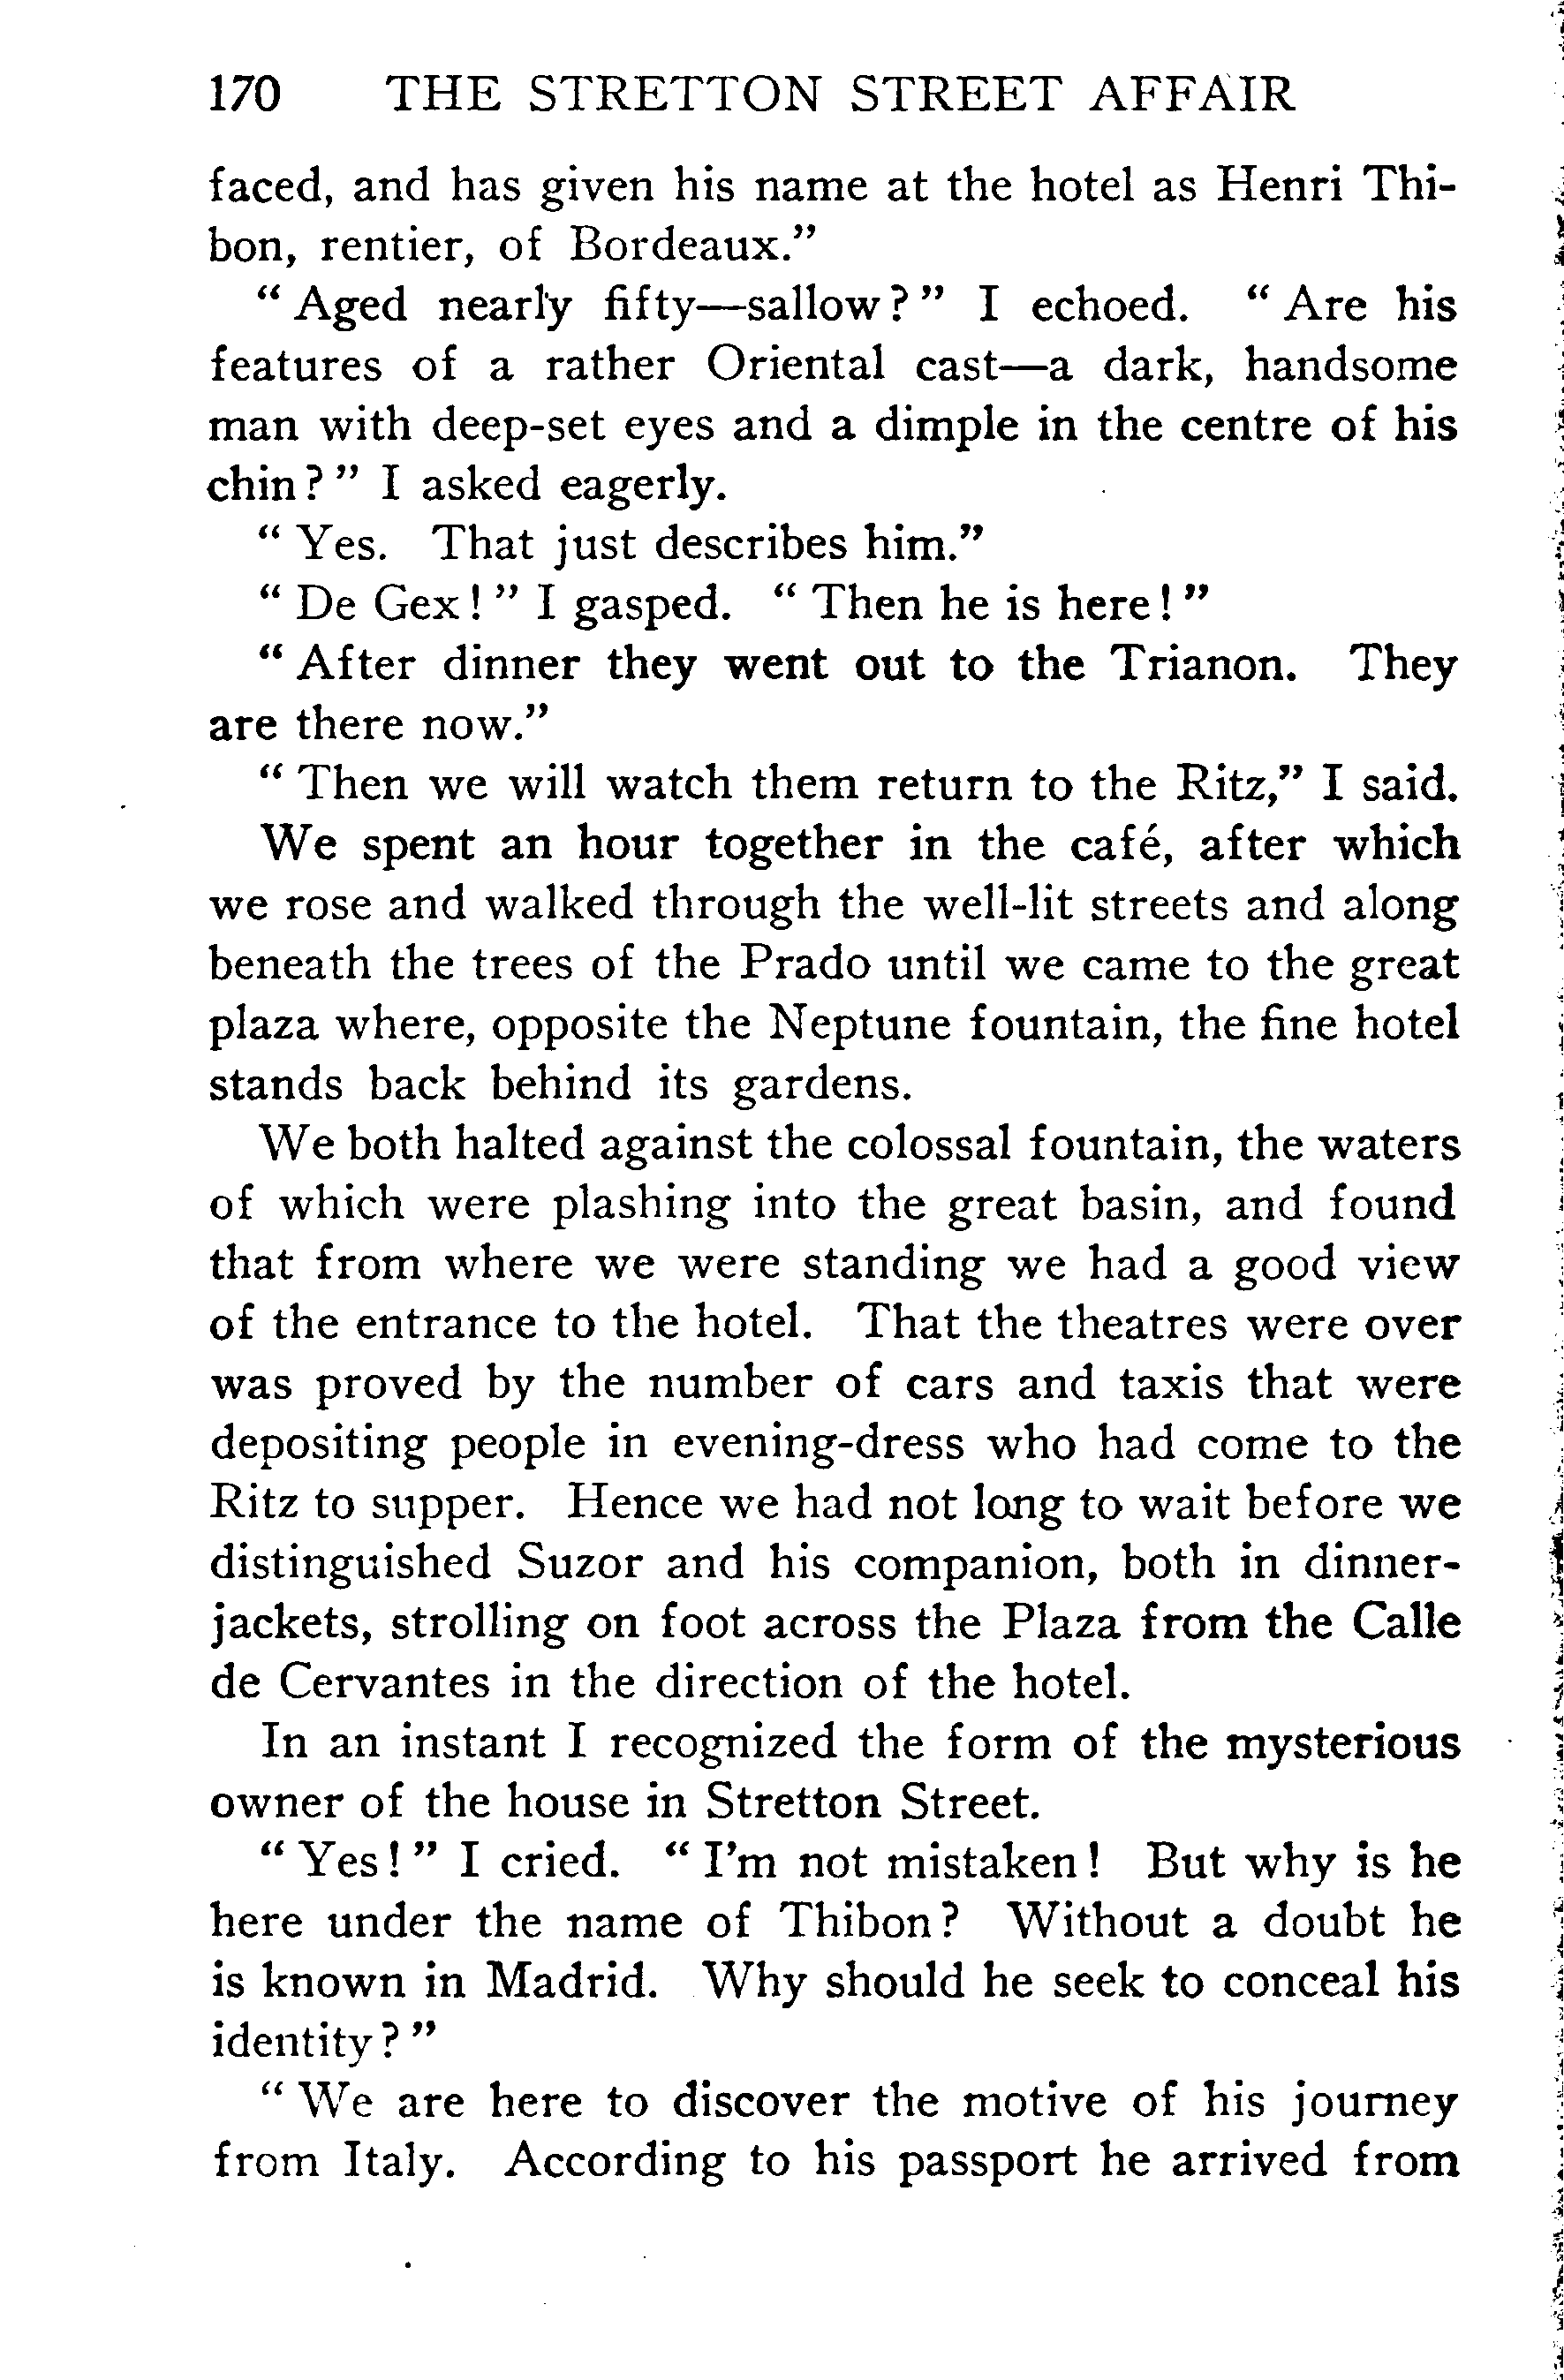 170 THE STRETTON STREET AFFAIR
faced, and has given his name at the hotel as Henri Thi-
bon, rentier, of Bordeaux.”
“ Aged nearly fifty—sallow? ” I echoed. “ Are his
features of a rather Oriental cast—a dark, handsome
man with deep-set eyes and a dimple in the centre of his
chin? ” I asked eagerly.
“ Yes. That just describes him.”
“ De Gex! ” I gasped. “ Then he is here! ”
“ After dinner they went out to the Trianon. They
are there now.”
“ Then we will watch them return to the Ritz,” I said.
We spent an hour together in the café, after which
we rose and walked through the well-lit streets and along
beneath the trees of the Prado until we came to the great
plaza where, opposite the Neptune fountain, the fine hotel
stands back behind its gardens.
We both halted against the colossal fountain, the waters
of which were plashing into the great basin, and found
that from where we were standing we had a good view
of the entrance to the hotel. That the theatres were over
was proved by the number of cars and taxis that were
depositing people in evening-dress who had come to the
Ritz to supper. Hence we had not long to wait before we
distinguished Suzor and his companion, both in dinner-
jackets, strolling on foot across the Plaza from the Calle
de Cervantes in the direction of the hotel.
In an instant I recognized the form of the mysterious
owner of the house in Stretton Street.
“ Yes! ” I cried. “ I’m not mistaken! But why is he
here under the name of Thibon? Without a doubt he
is known in Madrid. Why should he seek to conceal his
identity? ”
“ We are here to discover the motive of his journey
from Italy. According to his passport he arrived from